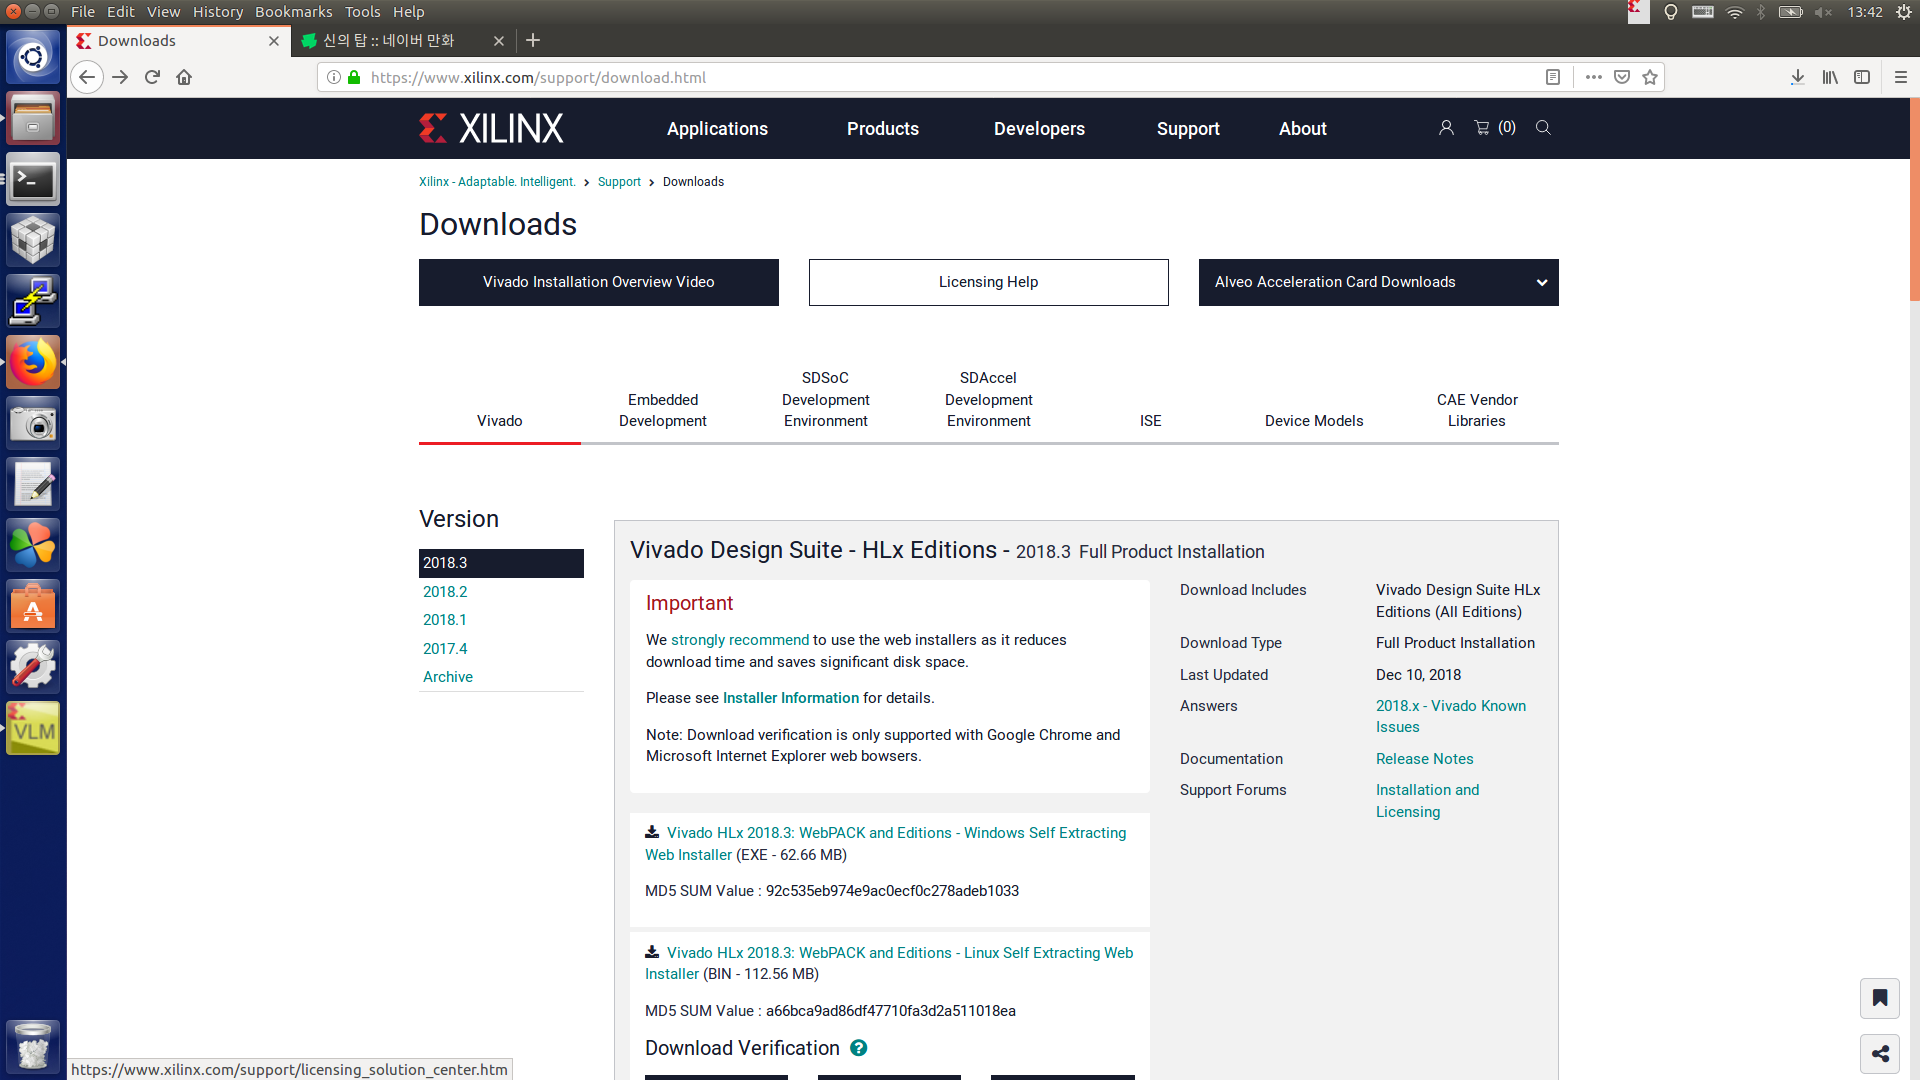 File Edit View History Bookmarks Tools Help
13:42
Downloads
신의 탑 :: 네이버 만화
https://www.xilinx.com/support/download.html
XILINX
Applications
Products
Developers
Support
About
(0)
Xilinx - Adaptable. Intelligent. > Support > Downloads
Downloads
Vivado Installation Overview Video
Licensing Help
Alveo Acceleration Card Downloads
Vivado
Embedded
Development
SDSoC
Development
Environment
SDAccel
Development
Environment
ISE
Device Models
CAE Vendor
Libraries
Version
2018.3
2018.2
2018.1
2017.4
Archive
Vivado Design Suite - HLx Editions - 2018.3 Full Product Installation
Important
We strongly recommend to use the web installers as it reduces
download time and saves significant disk space.
Please see Installer Information for details.
Note: Download verification is only supported with Google Chrome and
Microsoft Internet Explorer web bowsers.
Vivado HLx 2018.3: WebPACK and Editions - Windows Self Extracting
Web Installer (EXE - 62.66 MB)
MD5 SUM Value : 92c535eb974e9ac0ecf0c278adeb1033
Vivado HLx 2018.3: WebPACK and Editions - Linux Self Extracting Web
Installer (BIN - 112.56 MB)
MD5 SUM Value : a66bca9ad86df47710fa3d2a511018ea
Download Verification ?
Download Includes
Vivado Design Suite HLx
Editions (All Editions)
Download Type
Full Product Installation
Last Updated
Dec 10, 2018
Answers
2018.x - Vivado Known
Issues
Documentation
Release Notes
Support Forums
Installation and
Licensing
VLM
https://www.xilinx.com/support/licensing_solution_center.htm